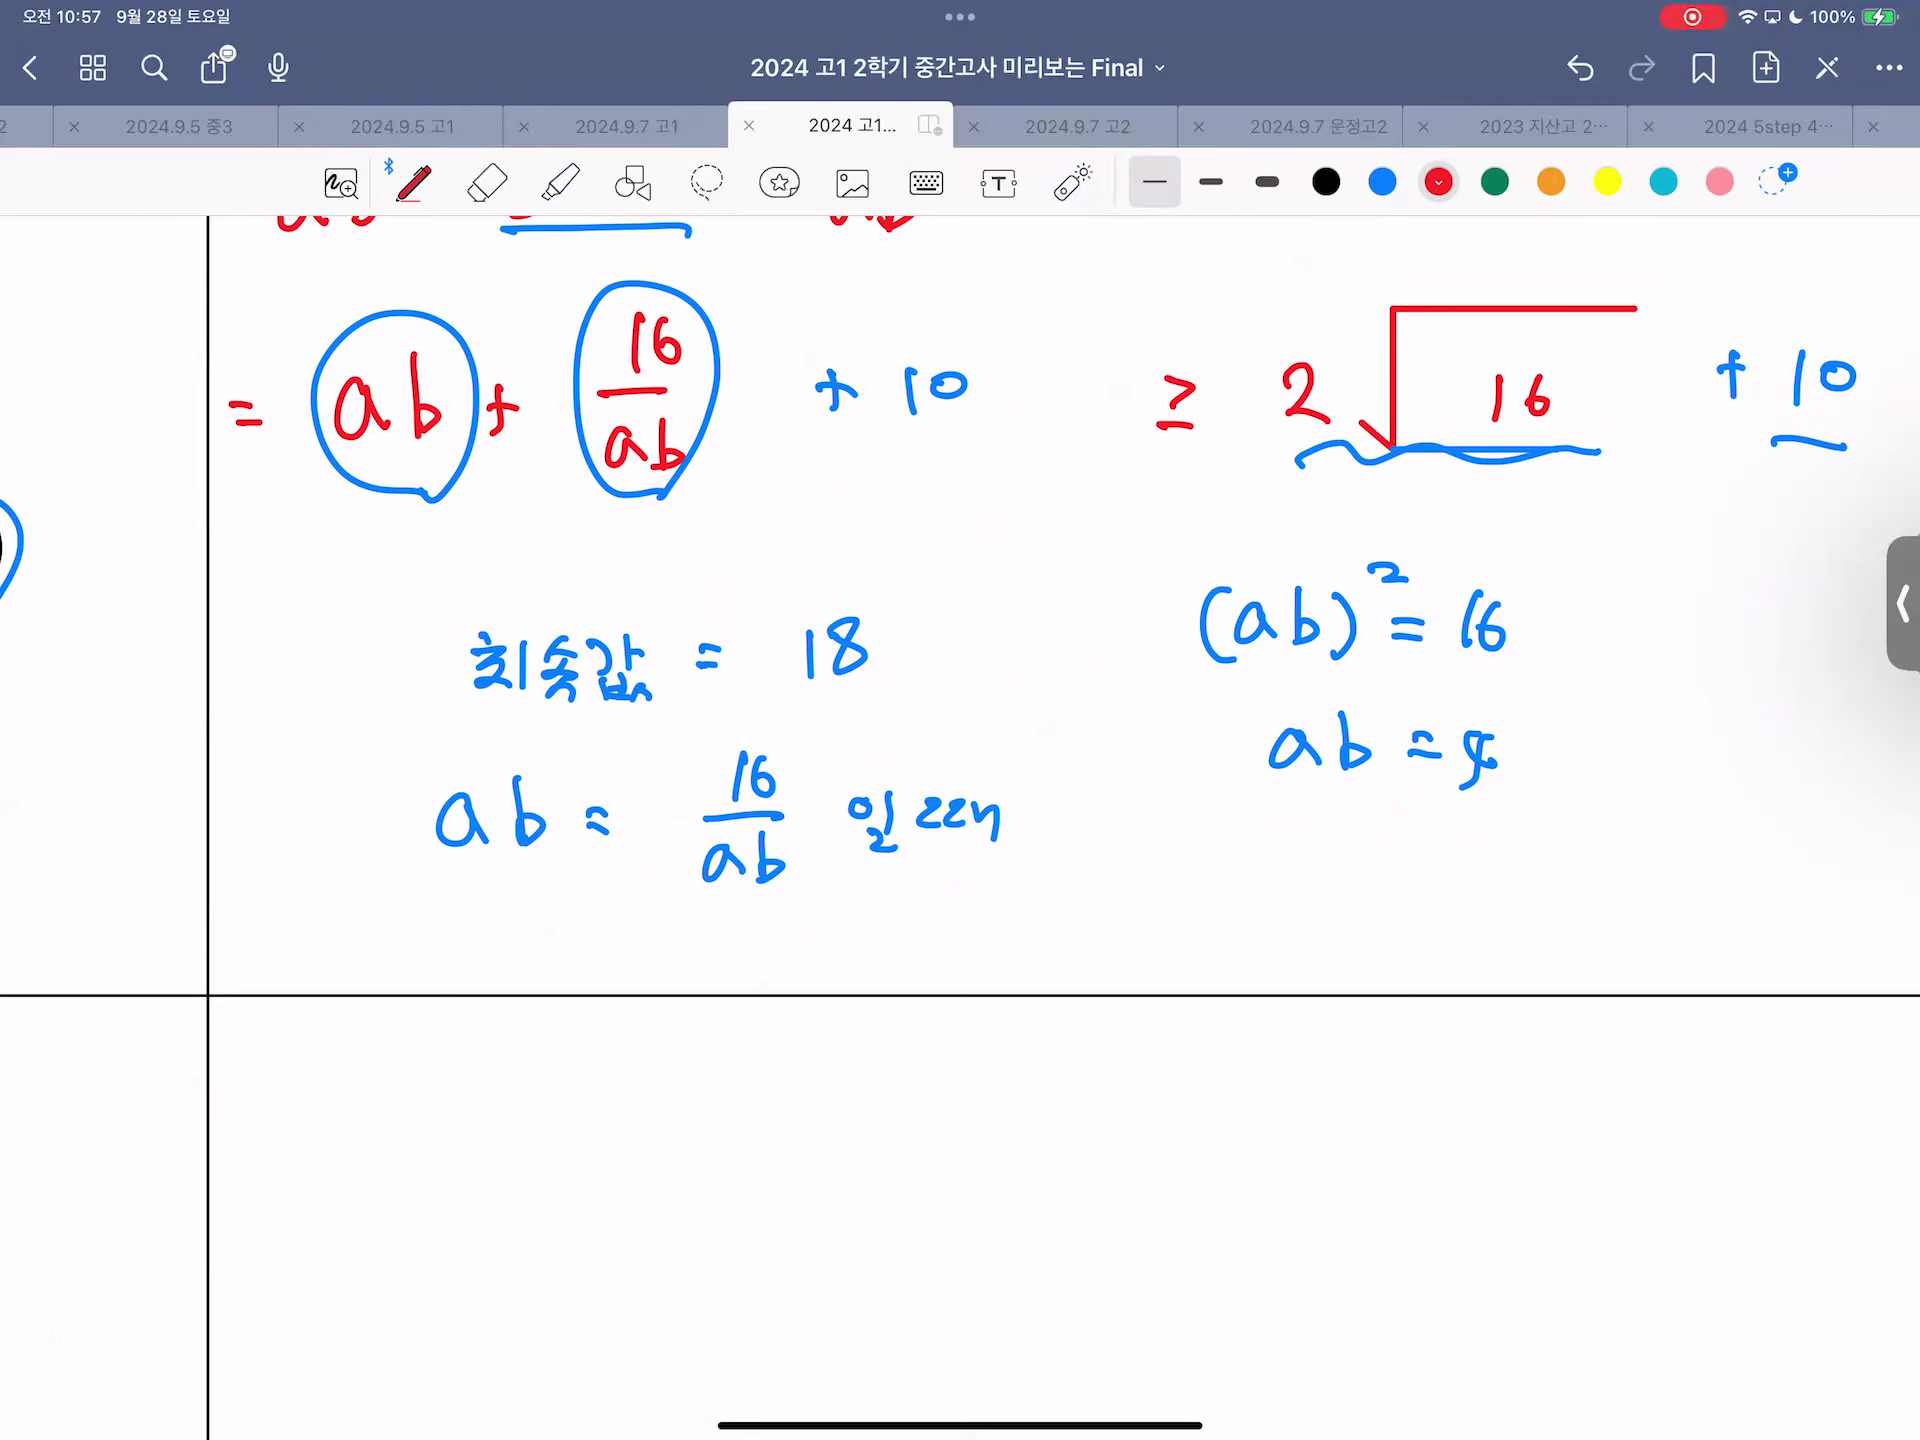 오전 10:57 9월 28일 토요일
100%
2024 고1 2학기 중간고사 미리보는 Final
2 2024.9.5 중3 2024.9.5 고1 2024.9.7 고1 2024 고1... 2024.9.7 고2 2024.9.7 운정고2 2023 지산고 2… 2024 5step 4…
= ab + 16/ab + 10 ≥ 2√16 + 10
(ab)² = 16
최솟값 = 18
ab = 4
ab = 16/ab 일 때